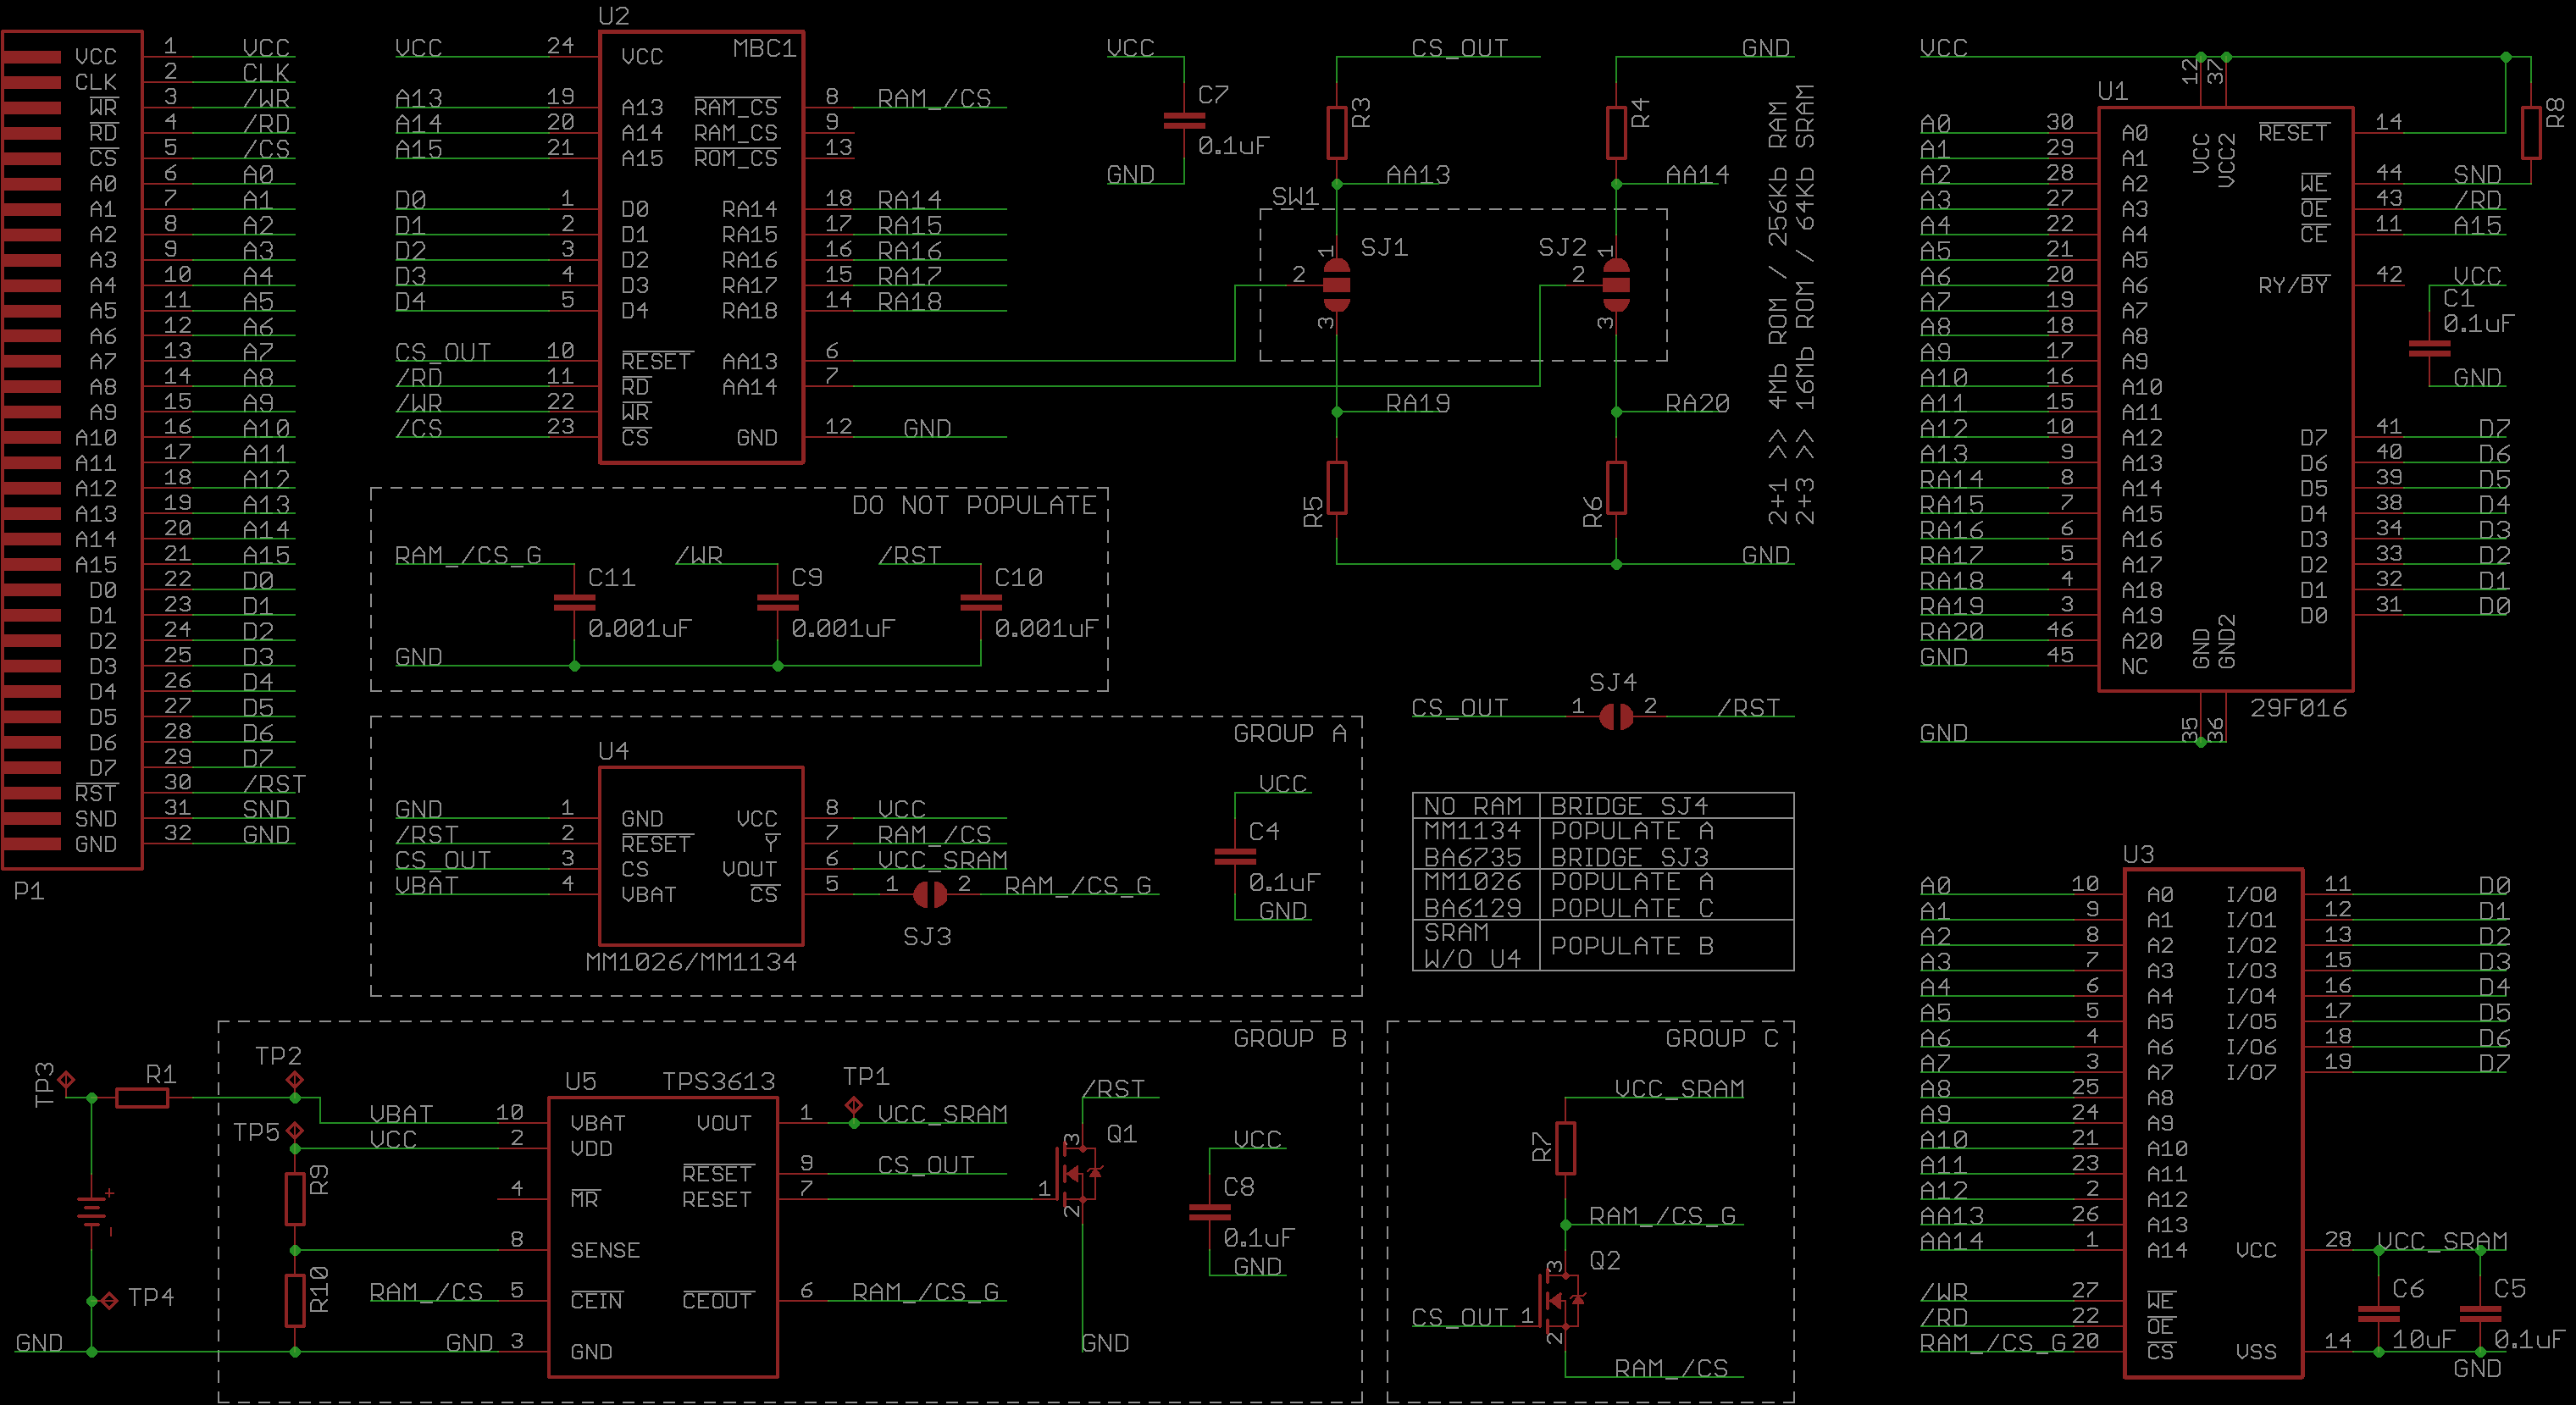 P1
VCC 1 VCC
CLK 2 CLK
WR 3 /WR
RD 4 /RD
CS 5 /CS
A0 6 A0
A1 7 A1
A2 8 A2
A3 9 A3
A4 10 A4
A5 11 A5
A6 12 A6
A7 13 A7
A8 14 A8
A9 15 A9
A10 16 A10
A11 17 A11
A12 18 A12
A13 19 A13
A14 20 A14
A15 21 A15
D0 22 D0
D1 23 D1
D2 24 D2
D3 25 D3
D4 26 D4
D5 27 D5
D6 28 D6
D7 29 D7
RST 30 /RST
SND 31 SND
GND 32 GND
U2
MBC1
VCC 24 VCC
A13 19 A13 RAM_CS 8 RAM_/CS
A14 20 A14 RAM_CS 9
A15 21 A15 ROM_CS 13
D0 1 D0 RA14 18 RA14
D1 2 D1 RA15 17 RA15
D2 3 D2 RA16 16 RA16
D3 4 D3 RA17 15 RA17
D4 5 D4 RA18 14 RA18
CS_OUT 10 RESET AA13 6
/RD 11 RD AA14 7
/WR 22 WR
/CS 23 CS GND 12 GND
VCC
C7
0.1uF
GND
CS_OUT
R3
AA13
SW1
1
2 SJ1
3
RA19
R5
GND
R4
AA14
1
SJ2 2
3
RA20
R6
GND
2+1 >> 4Mb ROM / 256Kb RAM
2+3 >> 16Mb ROM / 64Kb SRAM
DO NOT POPULATE
RAM_/CS_G /WR /RST
C11 C9 C10
0.001uF 0.001uF 0.001uF
GND
GROUP A
U4
GND 1 GND VCC 8 VCC
/RST 2 RESET Y 7 RAM_/CS
CS_OUT 3 CS VOUT 6 VCC_SRAM
VBAT 4 VBAT CS 5 1 2 RAM_/CS_G
SJ3
MM1026/MM1134
VCC
C4
0.1uF
GND
SJ4
CS_OUT 1 2 /RST
NO RAM BRIDGE SJ4
MM1134 POPULATE A
BA6735 BRIDGE SJ3
MM1026 POPULATE A
BA6129 POPULATE C
SRAM
W/O U4 POPULATE B
GROUP B
TP3
R1
TP2
TP5
R9
R10
TP4
GND
U5 TPS3613
TP1
VBAT 10 VBAT VOUT 1 VCC_SRAM
VCC 2 VDD
RESET 9 CS_OUT
4 MR RESET 7
8 SENSE
RAM_/CS 5 CEIN CEOUT 6 RAM_/CS_G
GND 3 GND
/RST
3 Q1
1
2
GND
VCC
C8
0.1uF
GND
+
-
GROUP C
VCC_SRAM
R7
RAM_/CS_G
3 Q2
CS_OUT 1
2
RAM_/CS
VCC
12 37
R8
U1
VCC VCC2
A0 30 A0 RESET 14
A1 29 A1
A2 28 A2 WE 44 SND
A3 27 A3 OE 43 /RD
A4 22 A4 CE 11 A15
A5 21 A5
A6 20 A6 RY/BY 42
A7 19 A7
A8 18 A8
A9 17 A9
A10 16 A10
A11 15 A11
A12 10 A12 D7 41 D7
A13 9 A13 D6 40 D6
RA14 8 A14 D5 39 D5
RA15 7 A15 D4 38 D4
RA16 6 A16 D3 34 D3
RA17 5 A17 D2 33 D2
RA18 4 A18 D1 32 D1
RA19 3 A19 D0 31 D0
RA20 46 A20
GND 45 NC
GND GND2
35 36
GND
29F016
VCC
C1
0.1uF
GND
U3
A0 10 A0 I/O0 11 D0
A1 9 A1 I/O1 12 D1
A2 8 A2 I/O2 13 D2
A3 7 A3 I/O3 15 D3
A4 6 A4 I/O4 16 D4
A5 5 A5 I/O5 17 D5
A6 4 A6 I/O6 18 D6
A7 3 A7 I/O7 19 D7
A8 25 A8
A9 24 A9
A10 21 A10
A11 23 A11
A12 2 A12
AA13 26 A13
AA14 1 A14 VCC 28 VCC_SRAM
/WR 27 WE
/RD 22 OE
RAM_/CS_G 20 CS VSS 14
C6 C5
10uF 0.1uF
GND